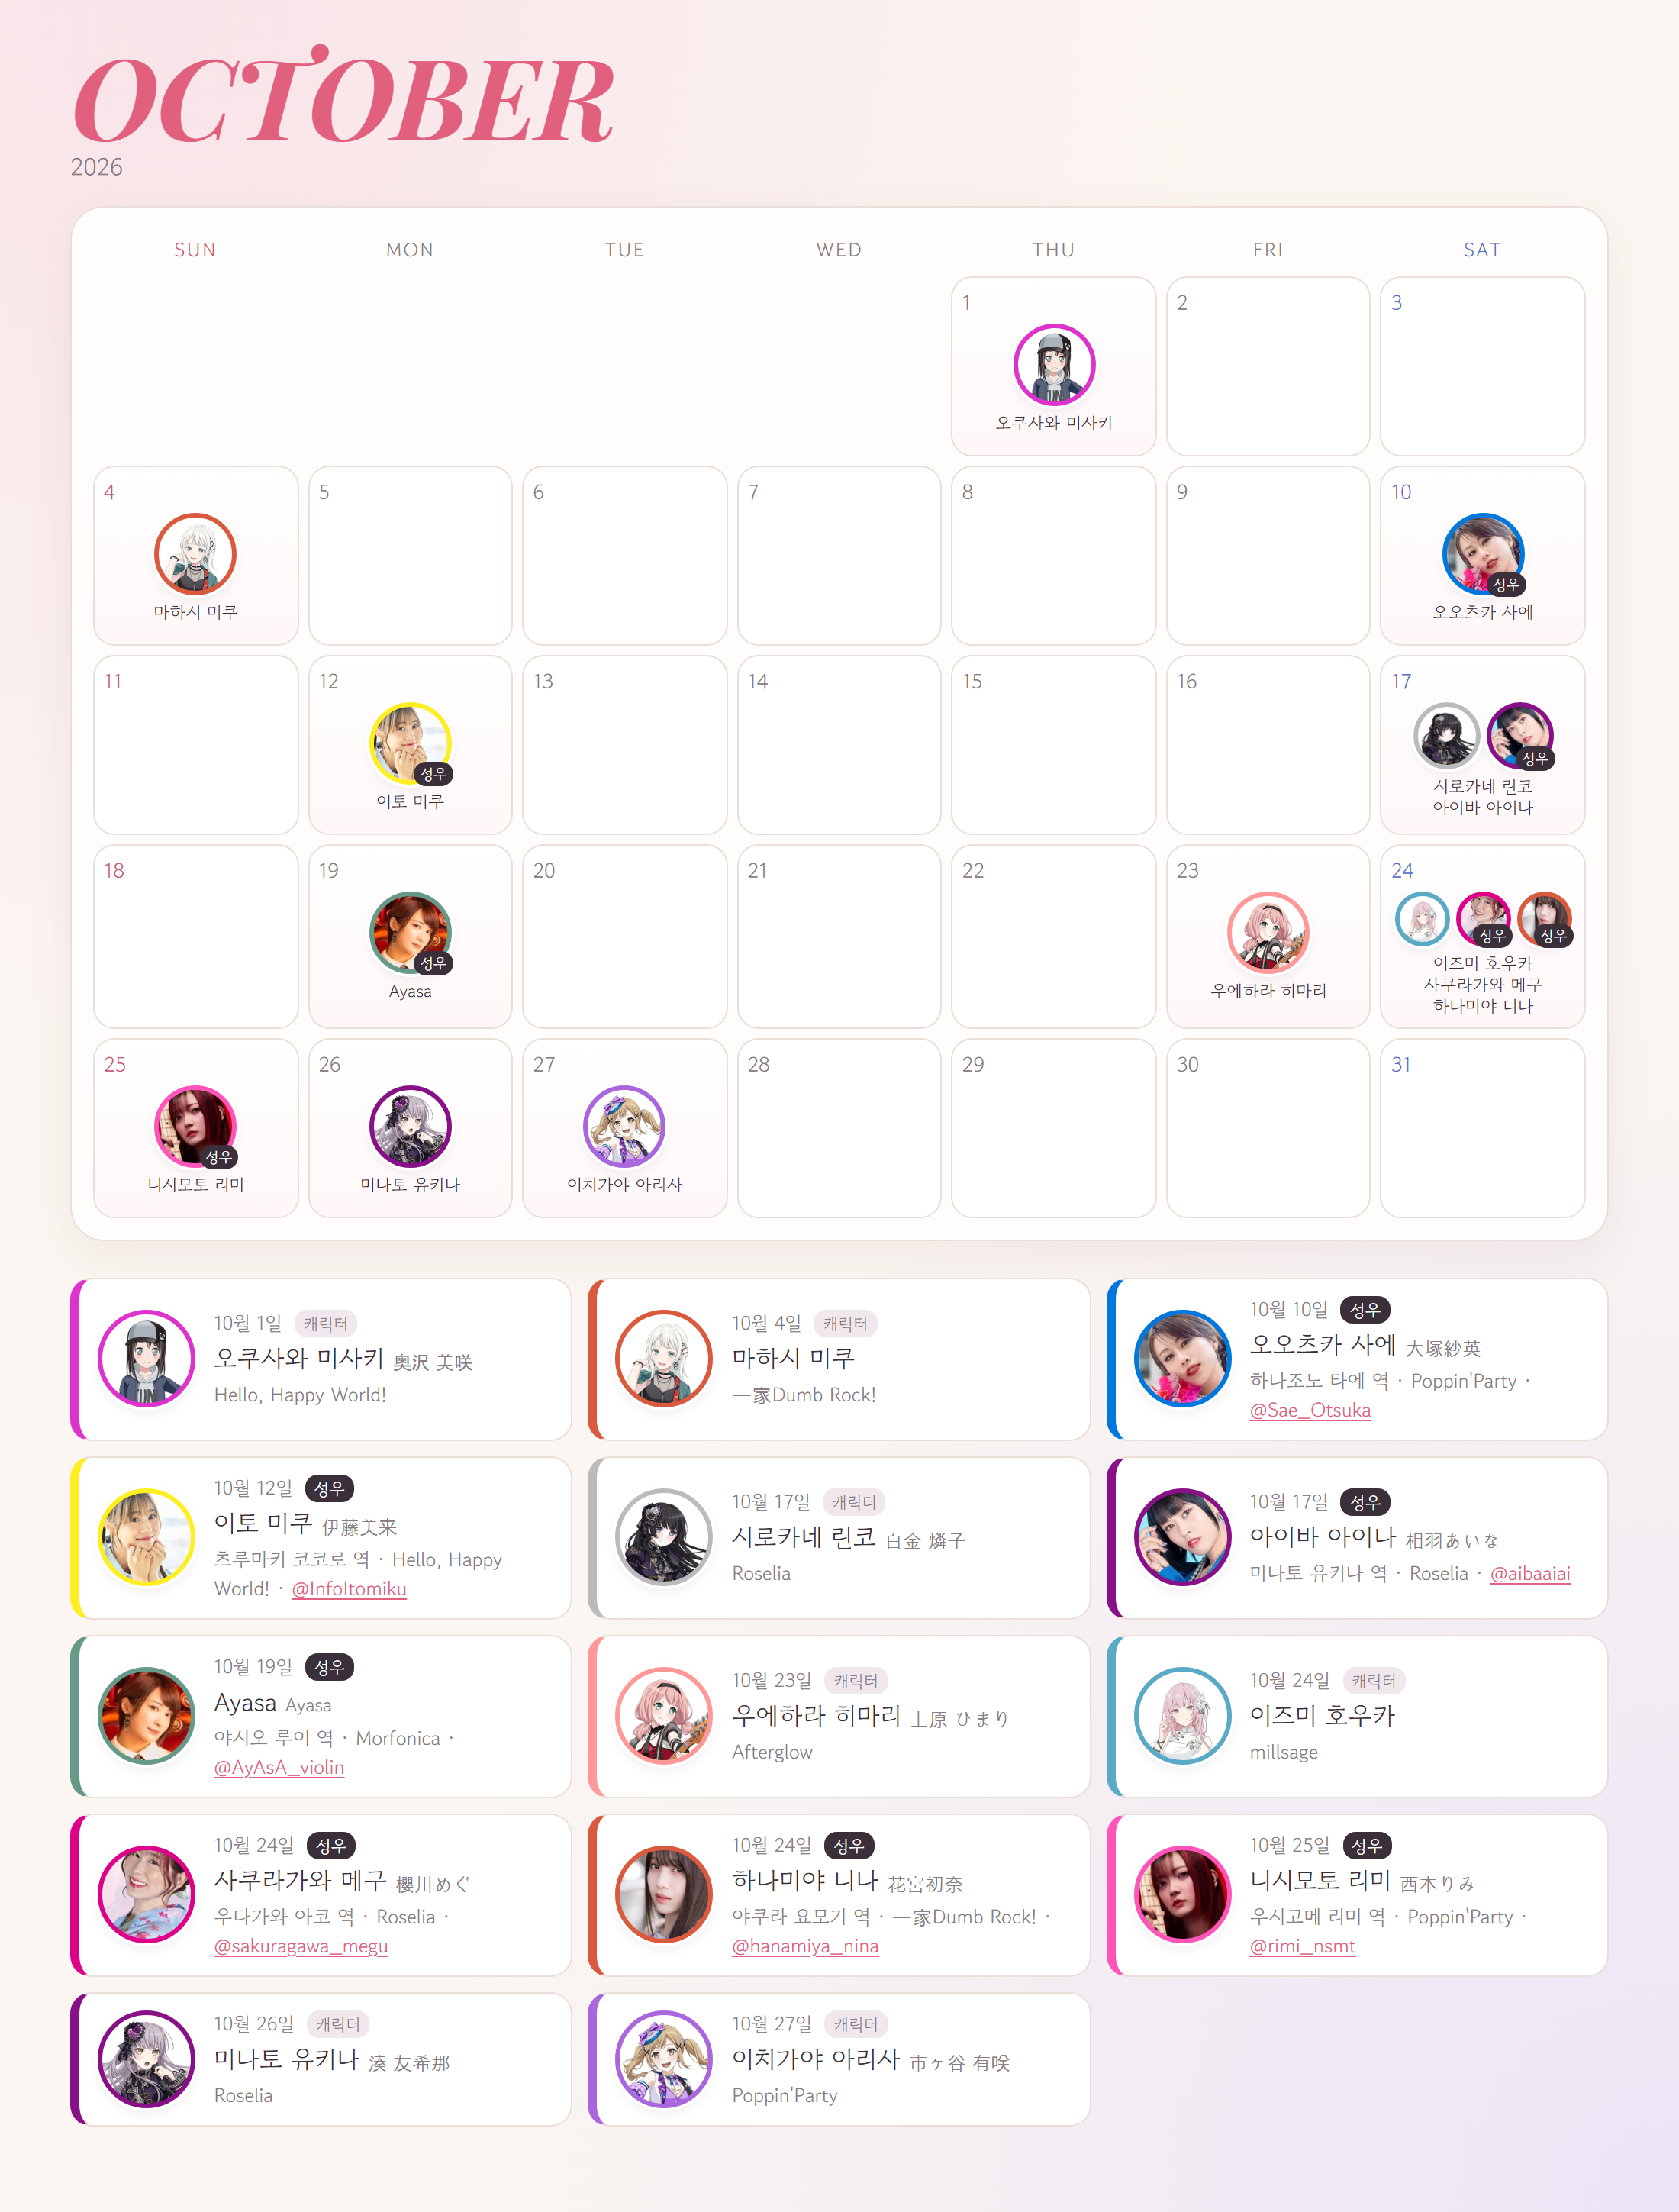 OCTOBER
2026
SUN MON TUE WED THU FRI SAT
1 2 3
오쿠사와 미사키
4 5 6 7 8 9 10
성우
마하시 미쿠 오오츠카 사에
11 12 13 14 15 16 17
성우 성우
이토 미쿠
시로카네 린코
아이바 아이나
18 19 20 21 22 23 24
성우 성우 성우
Ayasa 우에하라 히마리
이즈미 호우카
사쿠라가와 메구
하나미야 니나
25 26 27 28 29 30 31
성우
니시모토 리미 미나토 유키나 이치가야 아리사
10월 1일 캐릭터
오쿠사와 미사키 奥沢 美咲
Hello, Happy World!
10월 4일 캐릭터
마하시 미쿠
一家Dumb Rock!
10월 10일 성우
오오츠카 사에 大塚紗英
하나조노 타에 역 · Poppin'Party ·
@Sae_Otsuka
10월 12일 성우
이토 미쿠 伊藤美来
츠루마키 코코로 역 · Hello, Happy
World! · @InfoItomiku
10월 17일 캐릭터
시로카네 린코 白金 燐子
Roselia
10월 17일 성우
아이바 아이나 相羽あいな
미나토 유키나 역 · Roselia · @aibaaiai
10월 19일 성우
Ayasa Ayasa
야시오 루이 역 · Morfonica ·
@AyAsA_violin
10월 23일 캐릭터
우에하라 히마리 上原 ひまり
Afterglow
10월 24일 캐릭터
이즈미 호우카
millsage
10월 24일 성우
사쿠라가와 메구 櫻川めぐ
우다가와 아코 역 · Roselia ·
@sakuragawa_megu
10월 24일 성우
하나미야 니나 花宮初奈
야쿠라 요모기 역 · 一家Dumb Rock! ·
@hanamiya_nina
10월 25일 성우
니시모토 리미 西本りみ
우시고메 리미 역 · Poppin'Party ·
@rimi_nsmt
10월 26일 캐릭터
미나토 유키나 湊 友希那
Roselia
10월 27일 캐릭터
이치가야 아리사 市ヶ谷 有咲
Poppin'Party